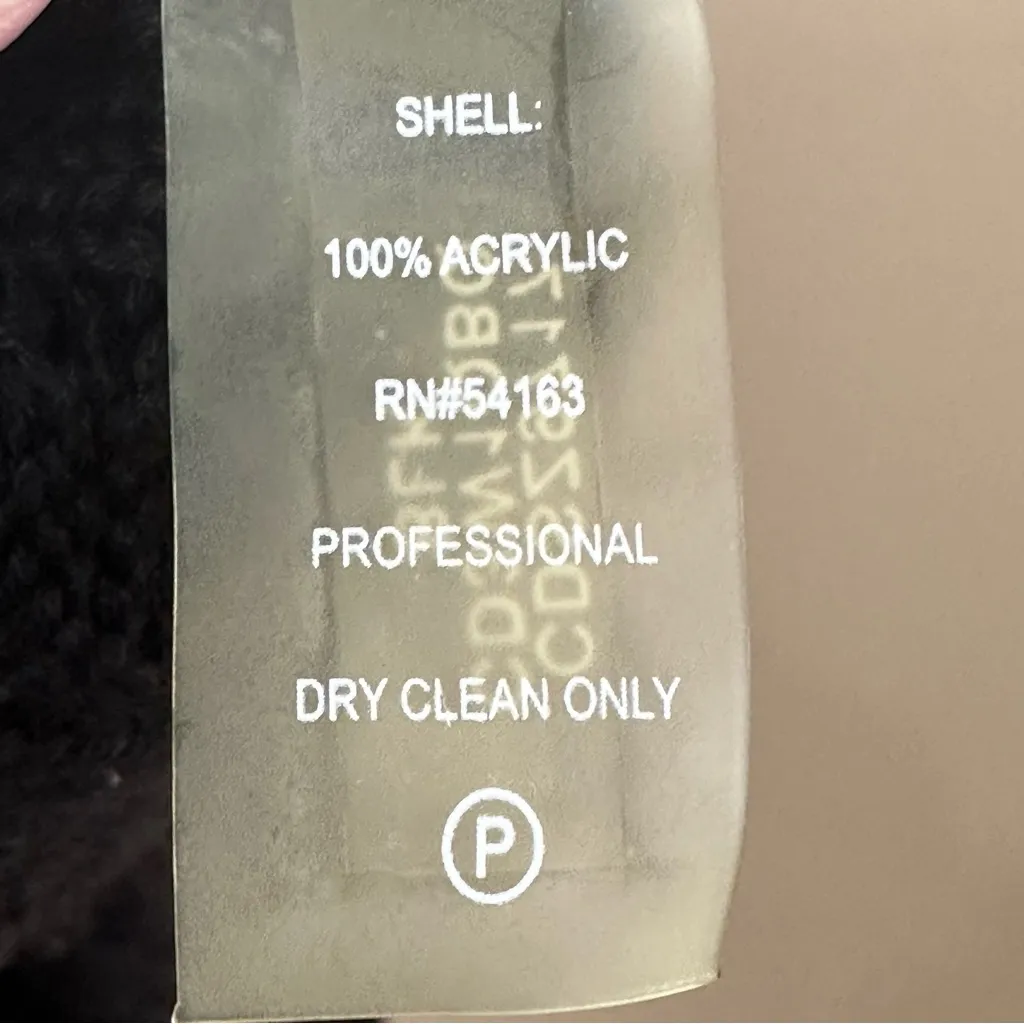 SHELL:
100% ACRYLIC
RN#54163
PROFESSIONAL
DRY CLEAN ONLY
P